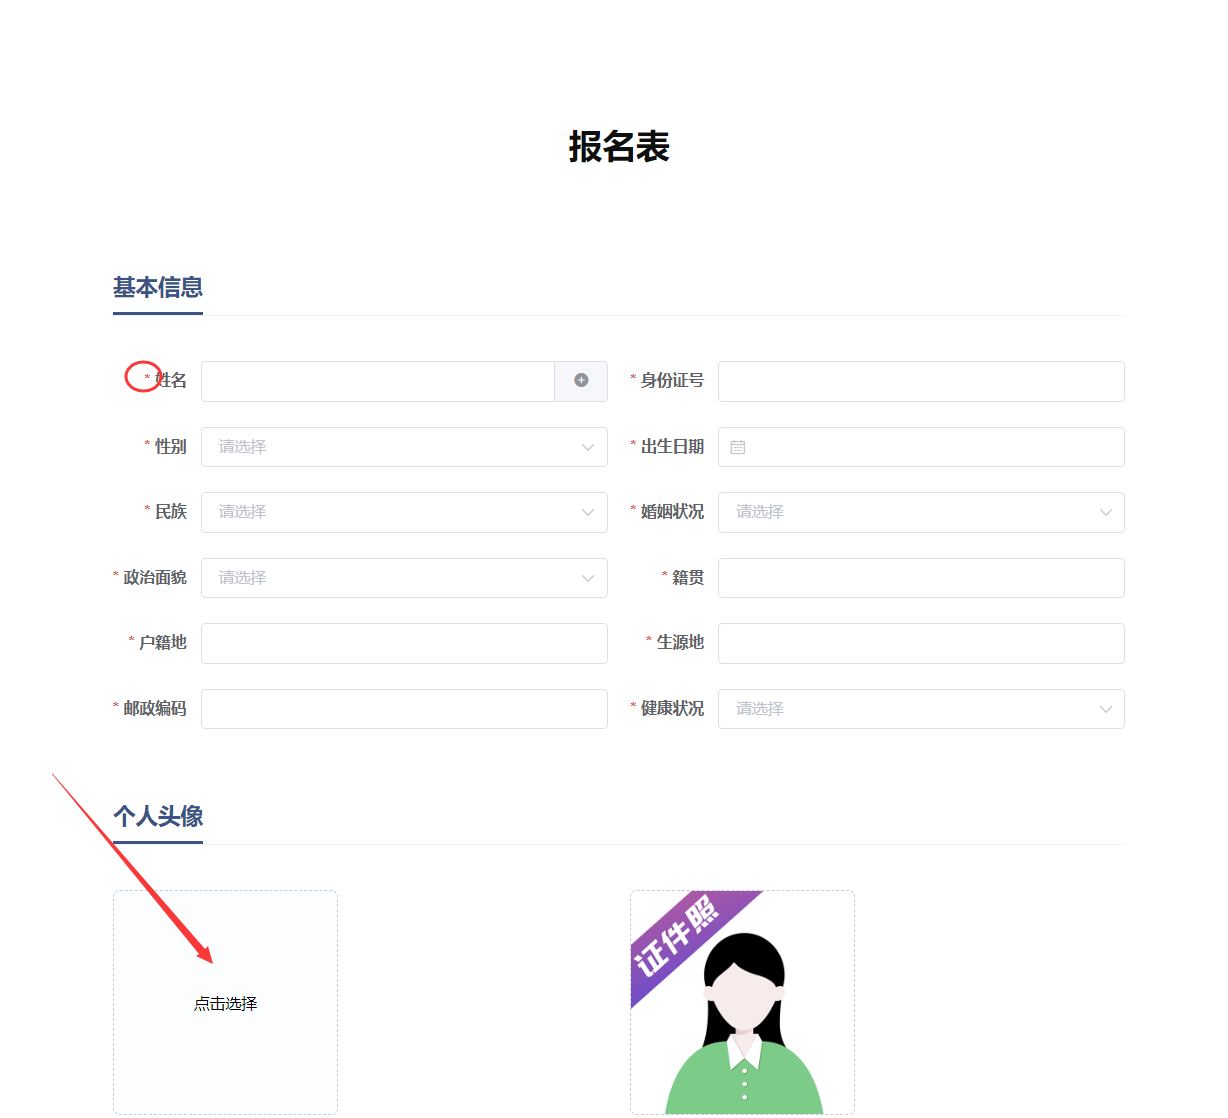 报名表
基本信息
* 姓名
* 身份证号
* 性别 请选择
* 出生日期
* 民族 请选择
* 婚姻状况 请选择
* 政治面貌 请选择
* 籍贯
* 户籍地
* 生源地
* 邮政编码
* 健康状况 请选择
个人头像
点击选择
证件照